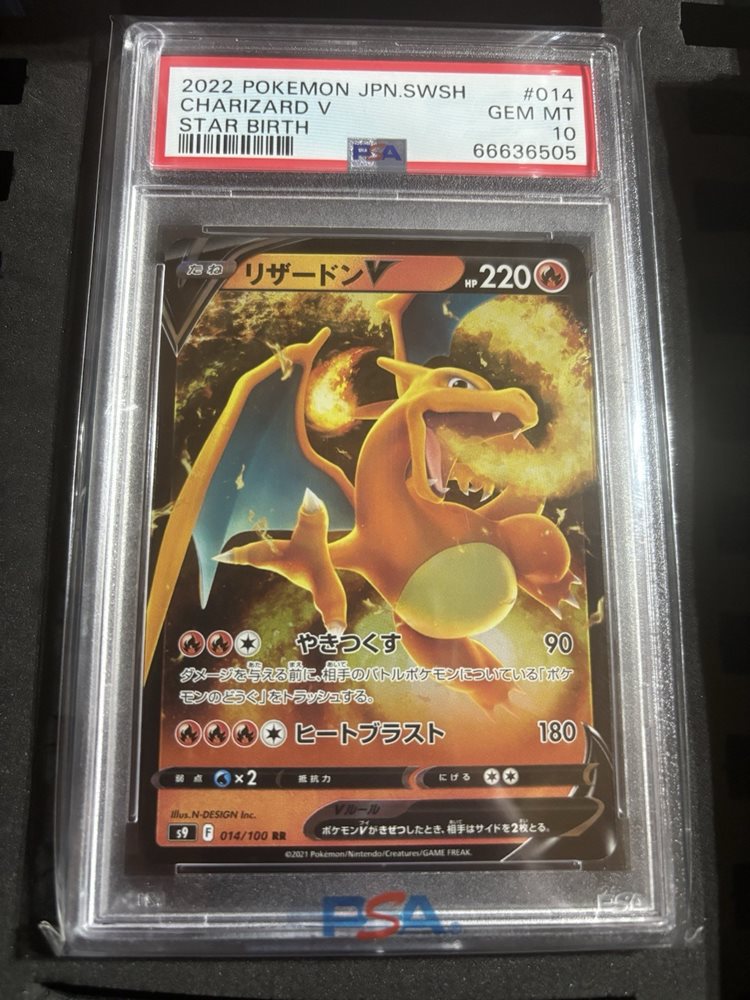 2022 POKEMON JPN.SWSH #014
CHARIZARD V GEM MT
STAR BIRTH 10
PSA 66636505
たね リザードンV HP220
やきつくす 90
ダメージを与える前に、相手のバトルポケモンについている「ポケ
モンのどうぐ」をトラッシュする。
ヒートブラスト 180
弱点 ×2 抵抗力 にげる
Illus.N-DESIGN Inc.
Vルール
s9 F 014/100 RR
ポケモンVがきぜつしたとき、相手はサイドを2枚とる。
©2021 Pokémon/Nintendo/Creatures/GAME FREAK.
PSA